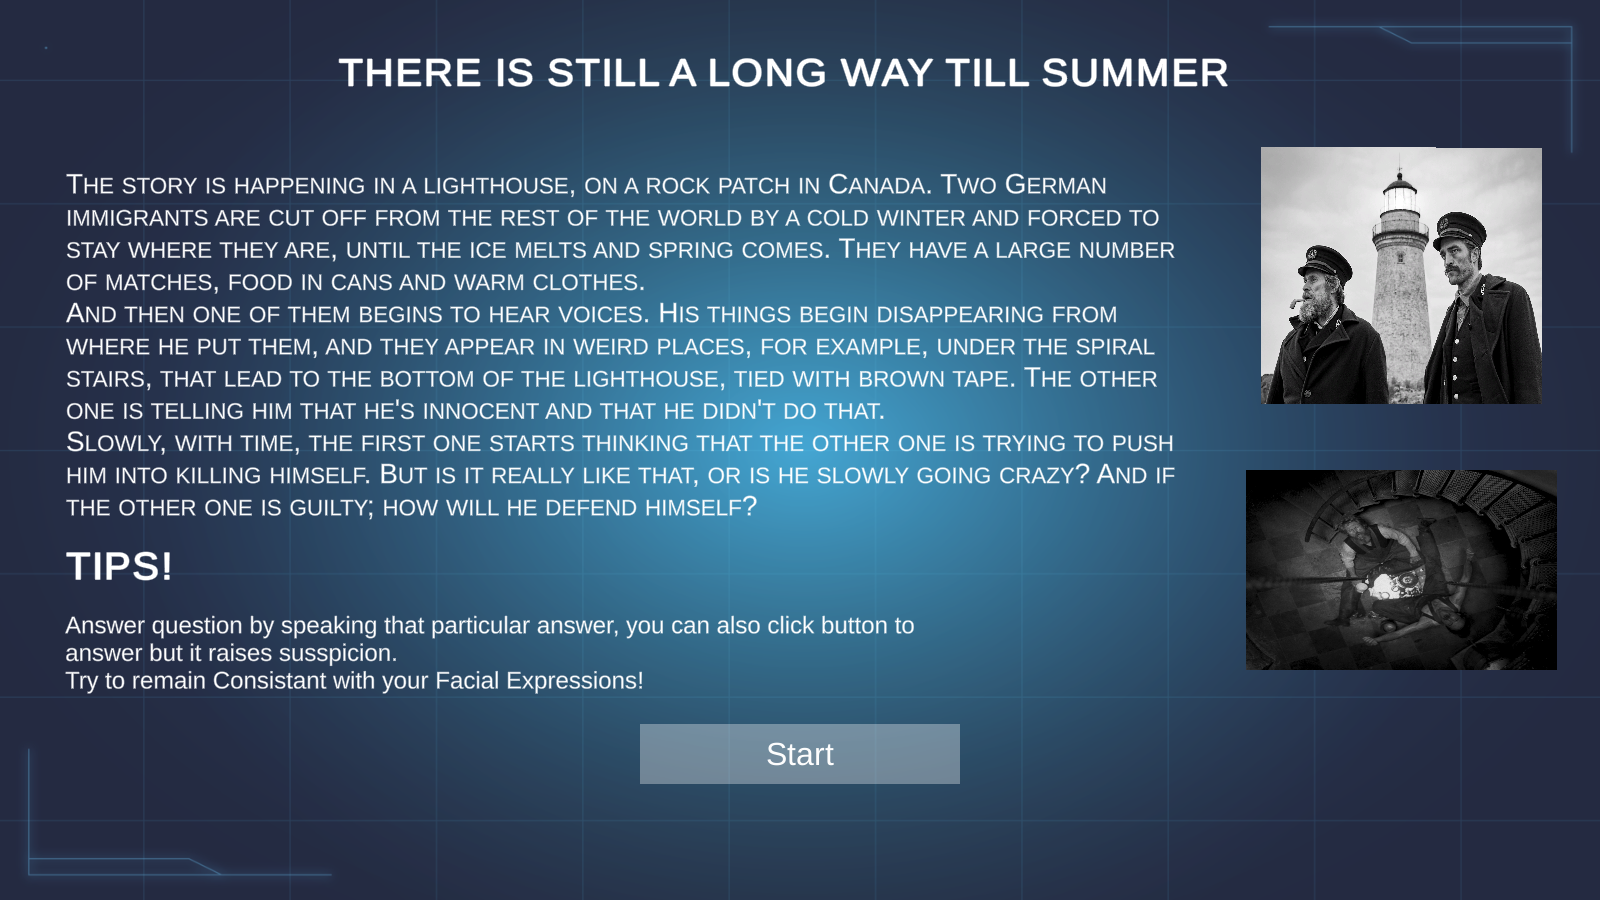 THERE IS STILL A LONG WAY TILL SUMMER
The story is happening in a lighthouse, on a rock patch in Canada. Two German
immigrants are cut off from the rest of the world by a cold winter and forced to
stay where they are, until the ice melts and spring comes. They have a large number
of matches, food in cans and warm clothes.
And then one of them begins to hear voices. His things begin disappearing from
where he put them, and they appear in weird places, for example, under the spiral
stairs, that lead to the bottom of the lighthouse, tied with brown tape. The other
one is telling him that he's innocent and that he didn't do that.
Slowly, with time, the first one starts thinking that the other one is trying to push
him into killing himself. But is it really like that, or is he slowly going crazy? And if
the other one is guilty; how will he defend himself?
TIPS!
Answer question by speaking that particular answer, you can also click button to
answer but it raises susspicion.
Try to remain Consistant with your Facial Expressions!
Start